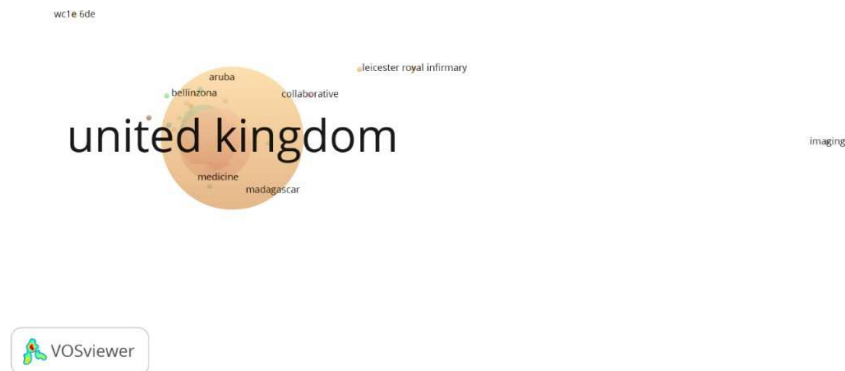 wc1e 6de
leicester royal infirmary
aruba
bellinzona
collaborative
united kingdom
imaging
medicine
madagascar
VOSviewer